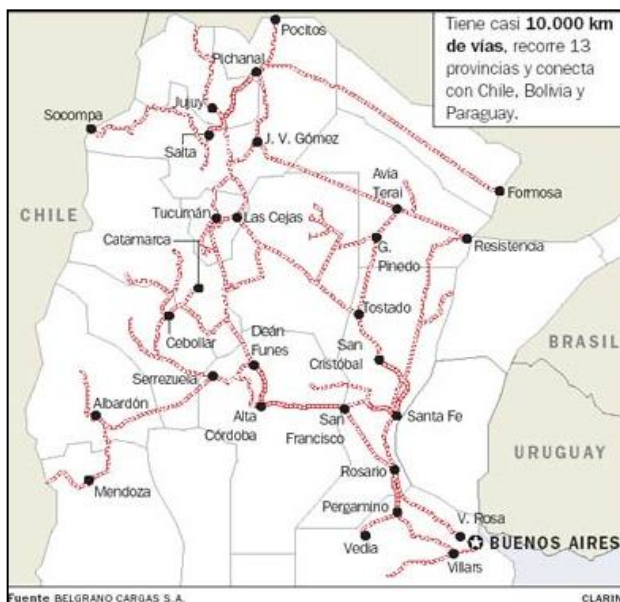 Pocitos
Tiene casi 10.000 km
de vías, recorre 13
provincias y conecta
con Chile, Bolivia y
Paraguay.
Pichanal
Socompa
Jujuy
Salta
J. V. Gómez
Formosa
Avia
Terai
CHILE
Tucumán
Las Cejas
Resistencia
Catamarca
G.
Pinedo
Tostado
Cebollar
Deán
Funes
San
Cristóbal
BRASIL
Serrezuela
Albardón
Alta
Córdoba
San
Francisco
Santa Fe
URUGUAY
Rosario
Mendoza
Pergamino
V. Rosa
BUENOS AIRES
Vedia
Villars
Fuente BELGRANO CARGAS S.A.
CLARIN